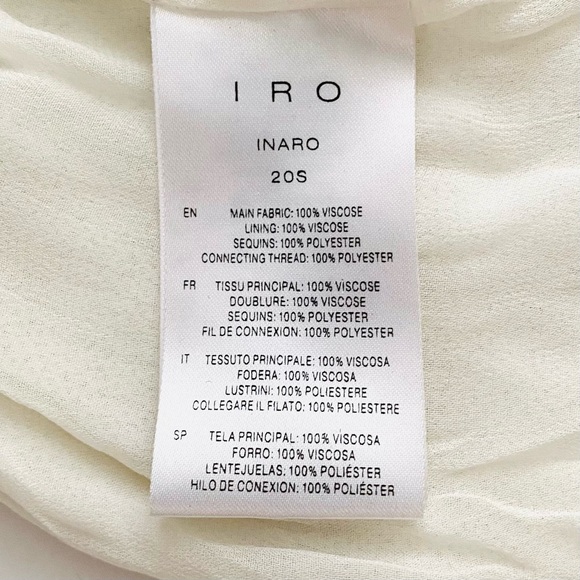 IRO
INARO
20S
EN MAIN FABRIC: 100% VISCOSE
LINING: 100% VISCOSE
SEQUINS: 100% POLYESTER
CONNECTING THREAD: 100% POLYESTER
FR TISSU PRINCIPAL: 100% VISCOSE
DOUBLURE: 100% VISCOSE
SEQUINS: 100% POLYESTER
FIL DE CONNEXION: 100% POLYESTER
IT TESSUTO PRINCIPALE: 100% VISCOSA
FODERA: 100% VISCOSA
LUSTRINI: 100% POLIESTERE
COLLEGARE IL FILATO: 100% POLIESTERE
SP TELA PRINCIPAL: 100% VISCOSA
FORRO: 100% VISCOSA
LENTEJUELAS: 100% POLIÉSTER
HILO DE CONEXION: 100% POLIÉSTER